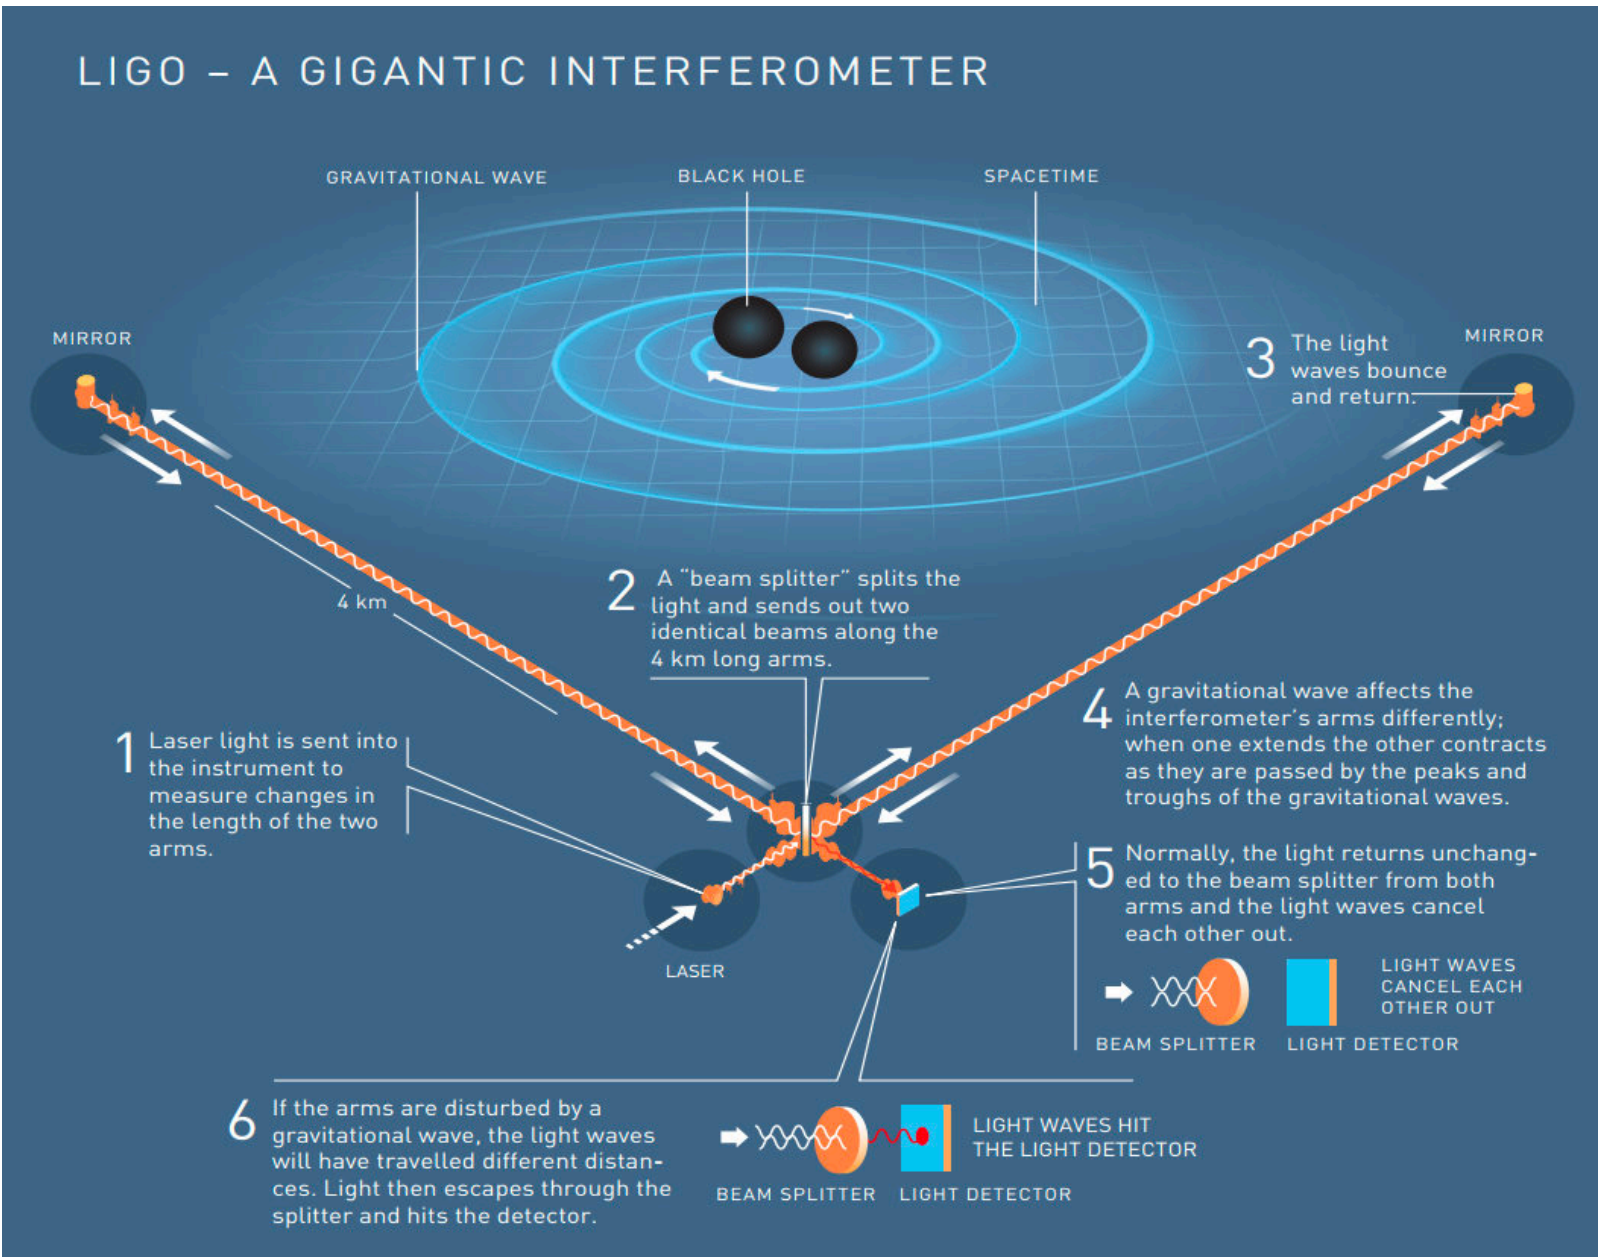 LIGO – A GIGANTIC INTERFEROMETER
GRAVITATIONAL WAVE
BLACK HOLE
SPACETIME
MIRROR
MIRROR
3 The light
waves bounce
and return.
4 km
2 A “beam splitter” splits the
light and sends out two
identical beams along the
4 km long arms.
1 Laser light is sent into
the instrument to
measure changes in
the length of the two
arms.
4 A gravitational wave affects the
interferometer's arms differently;
when one extends the other contracts
as they are passed by the peaks and
troughs of the gravitational waves.
5 Normally, the light returns unchang-
ed to the beam splitter from both
arms and the light waves cancel
each other out.
LASER
LIGHT WAVES
CANCEL EACH
OTHER OUT
BEAM SPLITTER
LIGHT DETECTOR
6 If the arms are disturbed by a
gravitational wave, the light waves
will have travelled different distan-
ces. Light then escapes through the
splitter and hits the detector.
LIGHT WAVES HIT
THE LIGHT DETECTOR
BEAM SPLITTER
LIGHT DETECTOR